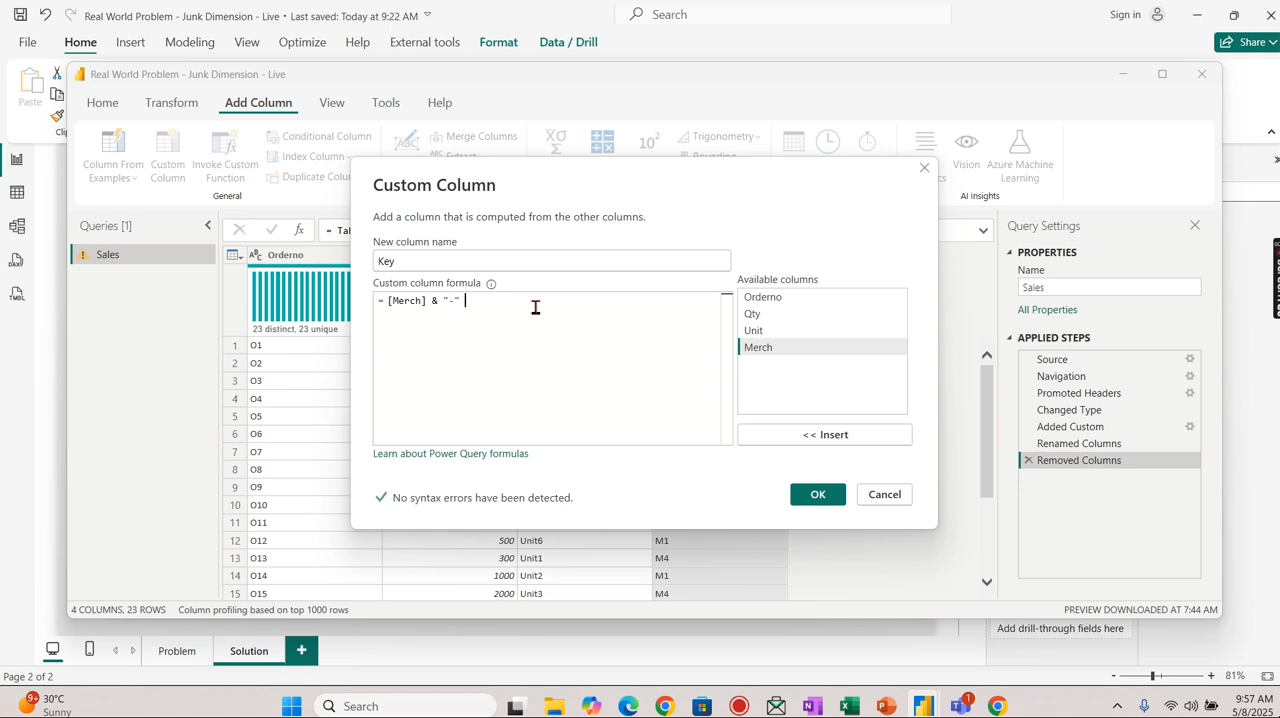 Real World Problem - Junk Dimension - Live • Last saved: Today at 9:22 AM
Search
Sign in
File Home Insert Modeling View Optimize Help External tools Format Data / Drill
Share
Paste
Real World Problem - Junk Dimension - Live
Home Transform Add Column View Tools Help
Column From Examples
Custom Column
Invoke Custom Function
Conditional Column
Index Column
Duplicate Colu
General
ABC
Merge Columns
Extract
Χσ
10²
Trigonometry
Rounding
Vision
Azure Machine Learning
AI Insights
Queries [1]
Sales
fx
= Tal
Orderno
23 distinct, 23 unique
1 O1
2 O2
3 O3
4 O4
5 O5
6 O6
7 O7
8 O8
9 O9
10 O10
11 O11
12 O12 500 Unit6 M1
13 O13 300 Unit1 M4
14 O14 1000 Unit2 M1
15 O15 2000 Unit3 M4
4 COLUMNS, 23 ROWS Column profiling based on top 1000 rows
PREVIEW DOWNLOADED AT 7:44 AM
Custom Column
Add a column that is computed from the other columns.
New column name
Key
Custom column formula
= [Merch] & "-"
Available columns
Orderno
Qty
Unit
Merch
<< Insert
Learn about Power Query formulas
No syntax errors have been detected.
OK
Cancel
Query Settings
PROPERTIES
Name
Sales
All Properties
APPLIED STEPS
Source
Navigation
Promoted Headers
Changed Type
Added Custom
Renamed Columns
Removed Columns
Add drill-through fields here
DAX
TMDL
Problem Solution
Page 2 of 2
81%
30°C
Sunny
Search
9:57 AM
5/8/2025